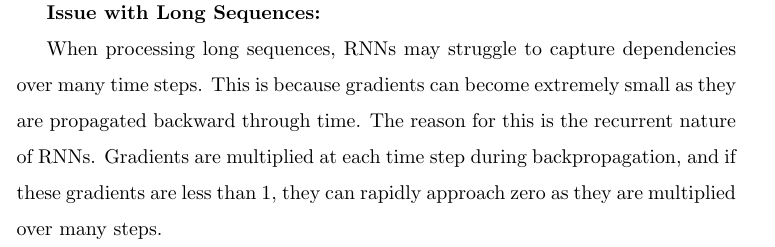 Issue with Long Sequences:
When processing long sequences, RNNs may struggle to capture dependencies
over many time steps. This is because gradients can become extremely small as they
are propagated backward through time. The reason for this is the recurrent nature
of RNNs. Gradients are multiplied at each time step during backpropagation, and if
these gradients are less than 1, they can rapidly approach zero as they are multiplied
over many steps.